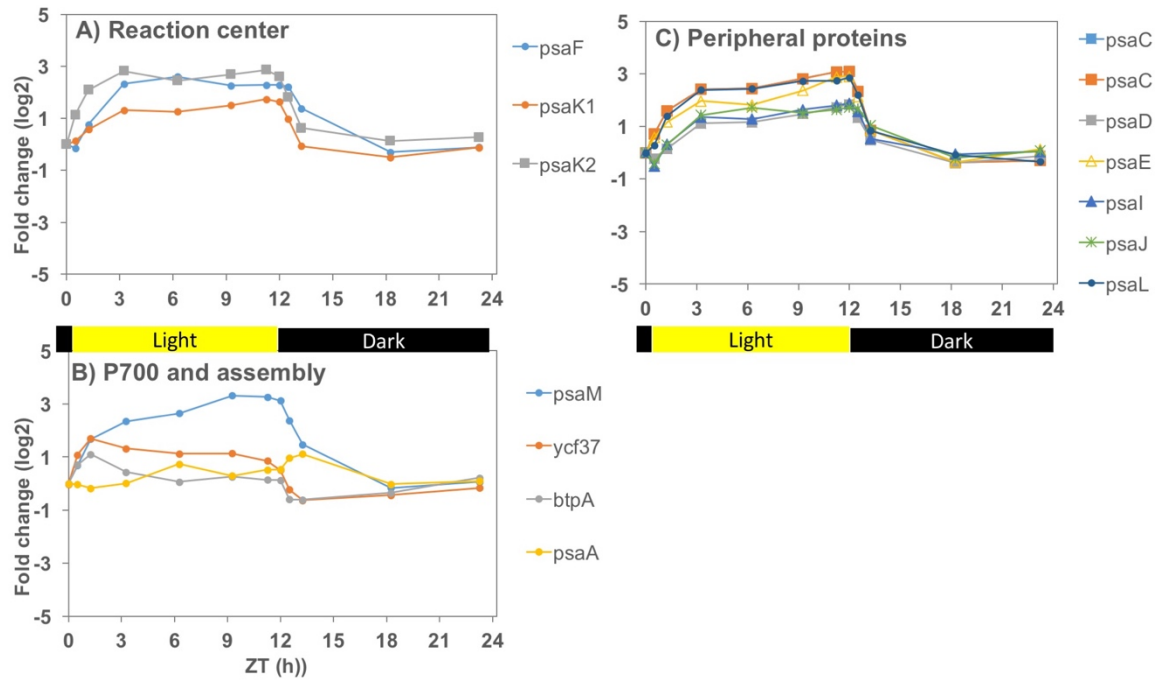 A) Reaction center
Fold change (log2)
5
3
1
-1
-3
-5
0 3 6 9 12 15 18 21 24
psaF
psaK1
psaK2
Light Dark
B) P700 and assembly
Fold change (log2)
5
3
1
-1
-3
-5
0 3 6 9 12 15 18 21 24
ZT (h))
psaM
ycf37
btpA
psaA
C) Peripheral proteins
5
3
1
-1
-3
-5
0 3 6 9 12 15 18 21 24
psaC
psaC
psaD
psaE
psaI
psaJ
psaL
Light Dark